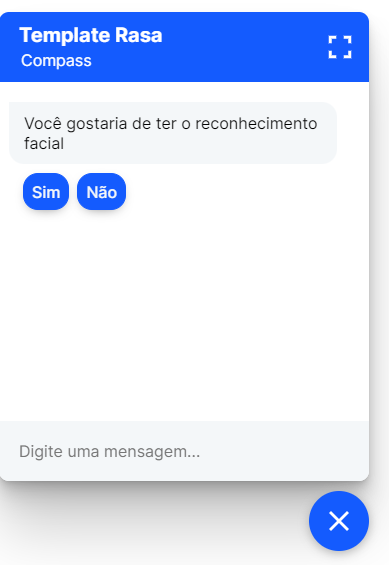 Template Rasa
Compass
Você gostaria de ter o reconhecimento
facial
Sim Não
Digite uma mensagem...